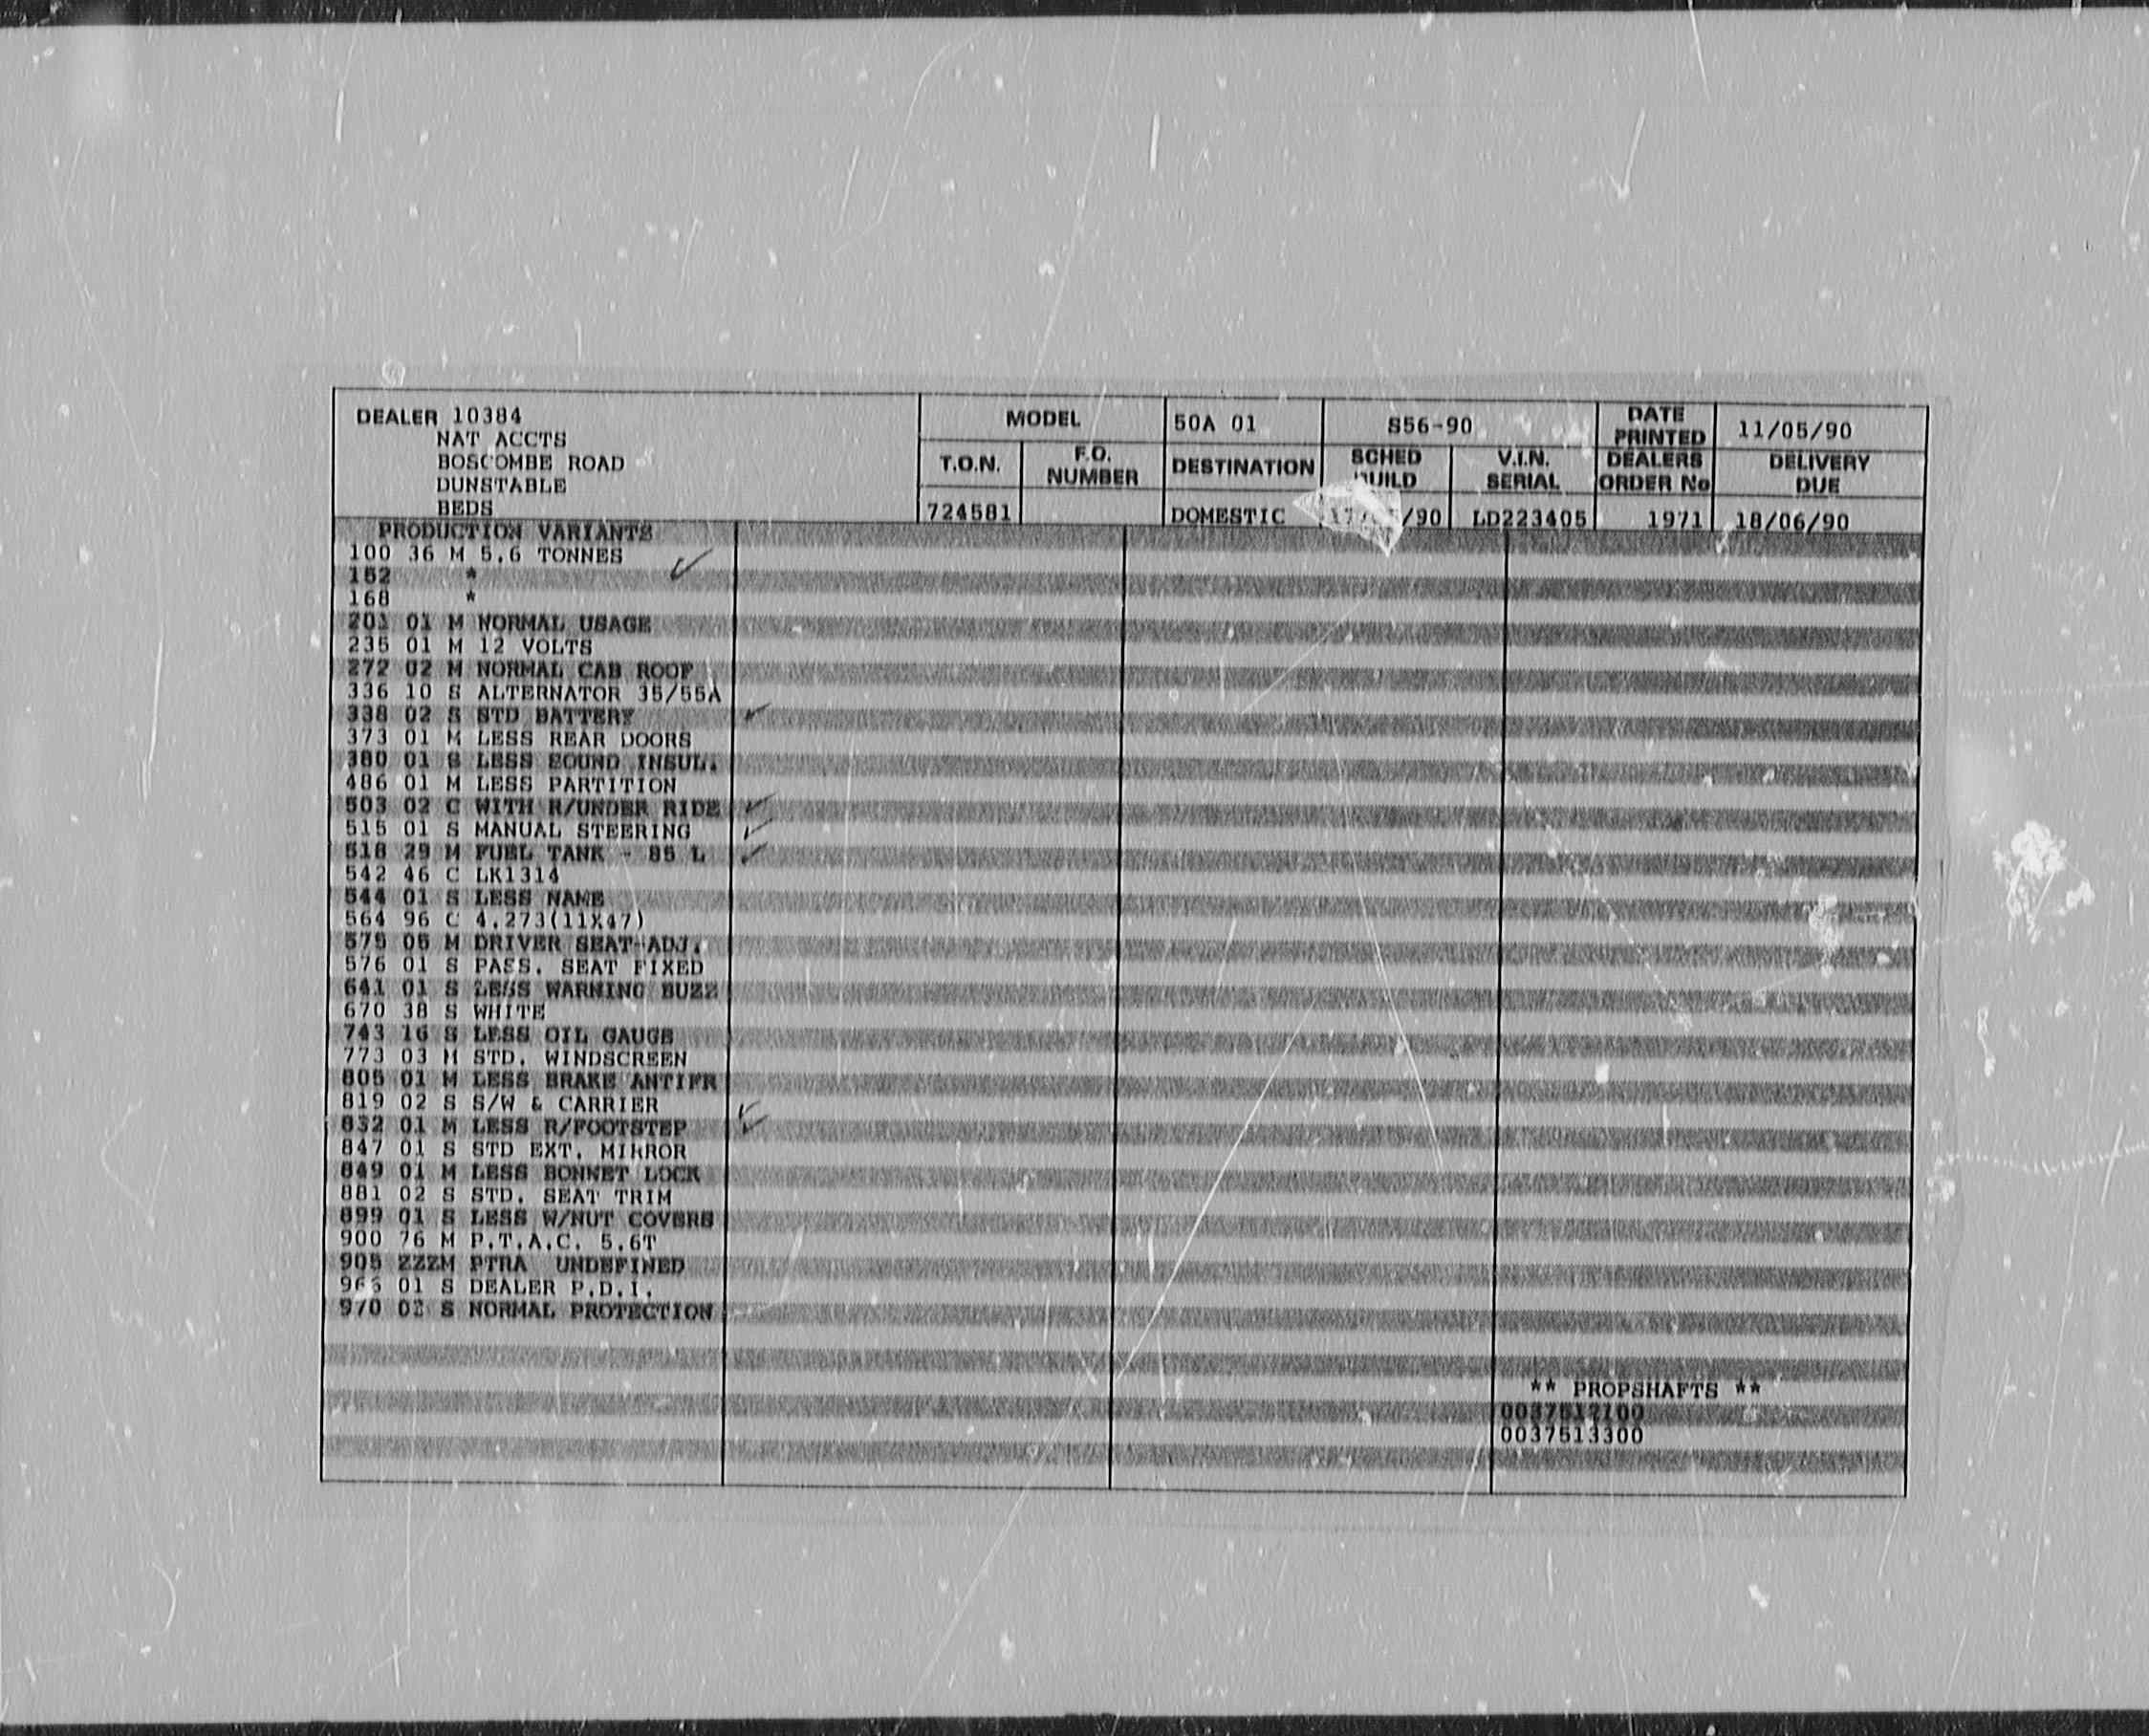 DEALER 10384
NAT ACCTS
BOSCOMBE ROAD
DUNSTABLE
BEDS
MODEL 50A 01 S56-90 DATE PRINTED 11/05/90
T.O.N. F.O. NUMBER DESTINATION SCHED V.I.N. SERIAL DEALERS ORDER No DELIVERY DUE
724581 DOMESTIC /90 LD223405 1971 18/06/90
PRODUCTION VARIANTS
100 36 M 5.6 TONNES
152 *
168 *
201 01 M NORMAL USAGE
235 01 M 12 VOLTS
272 02 M NORMAL CAB ROOF
336 10 S ALTERNATOR 35/55A
338 02 S STD BATTERY
373 01 M LESS REAR DOORS
380 01 S LESS SOUND INSUL.
486 01 M LESS PARTITION
503 02 C WITH R/UNDER RIDE
515 01 S MANUAL STEERING
518 29 M FUEL TANK - 85 L
542 46 C LK1314
544 01 S LESS NAME
564 96 C 4.273(11X47)
575 05 M DRIVER SEAT-ADJ.
576 01 S PASS. SEAT FIXED
641 01 S LESS WARNING BUZZ
670 38 S WHITE
743 16 S LESS OIL GAUGE
773 03 M STD. WINDSCREEN
805 01 M LESS BRAKE ANTIFR
819 02 S S/W & CARRIER
832 01 M LESS R/FOOTSTEP
847 01 S STD EXT. MIRROR
849 01 M LESS BONNET LOCK
881 02 S STD. SEAT TRIM
899 01 S LESS W/NUT COVERS
900 76 M P.T.A.C. 5.6T
905 ZZZM PTRA UNDEFINED
966 01 S DEALER P.D.I.
970 02 S NORMAL PROTECTION
** PROPSHAFTS **
0037512100
0037513300